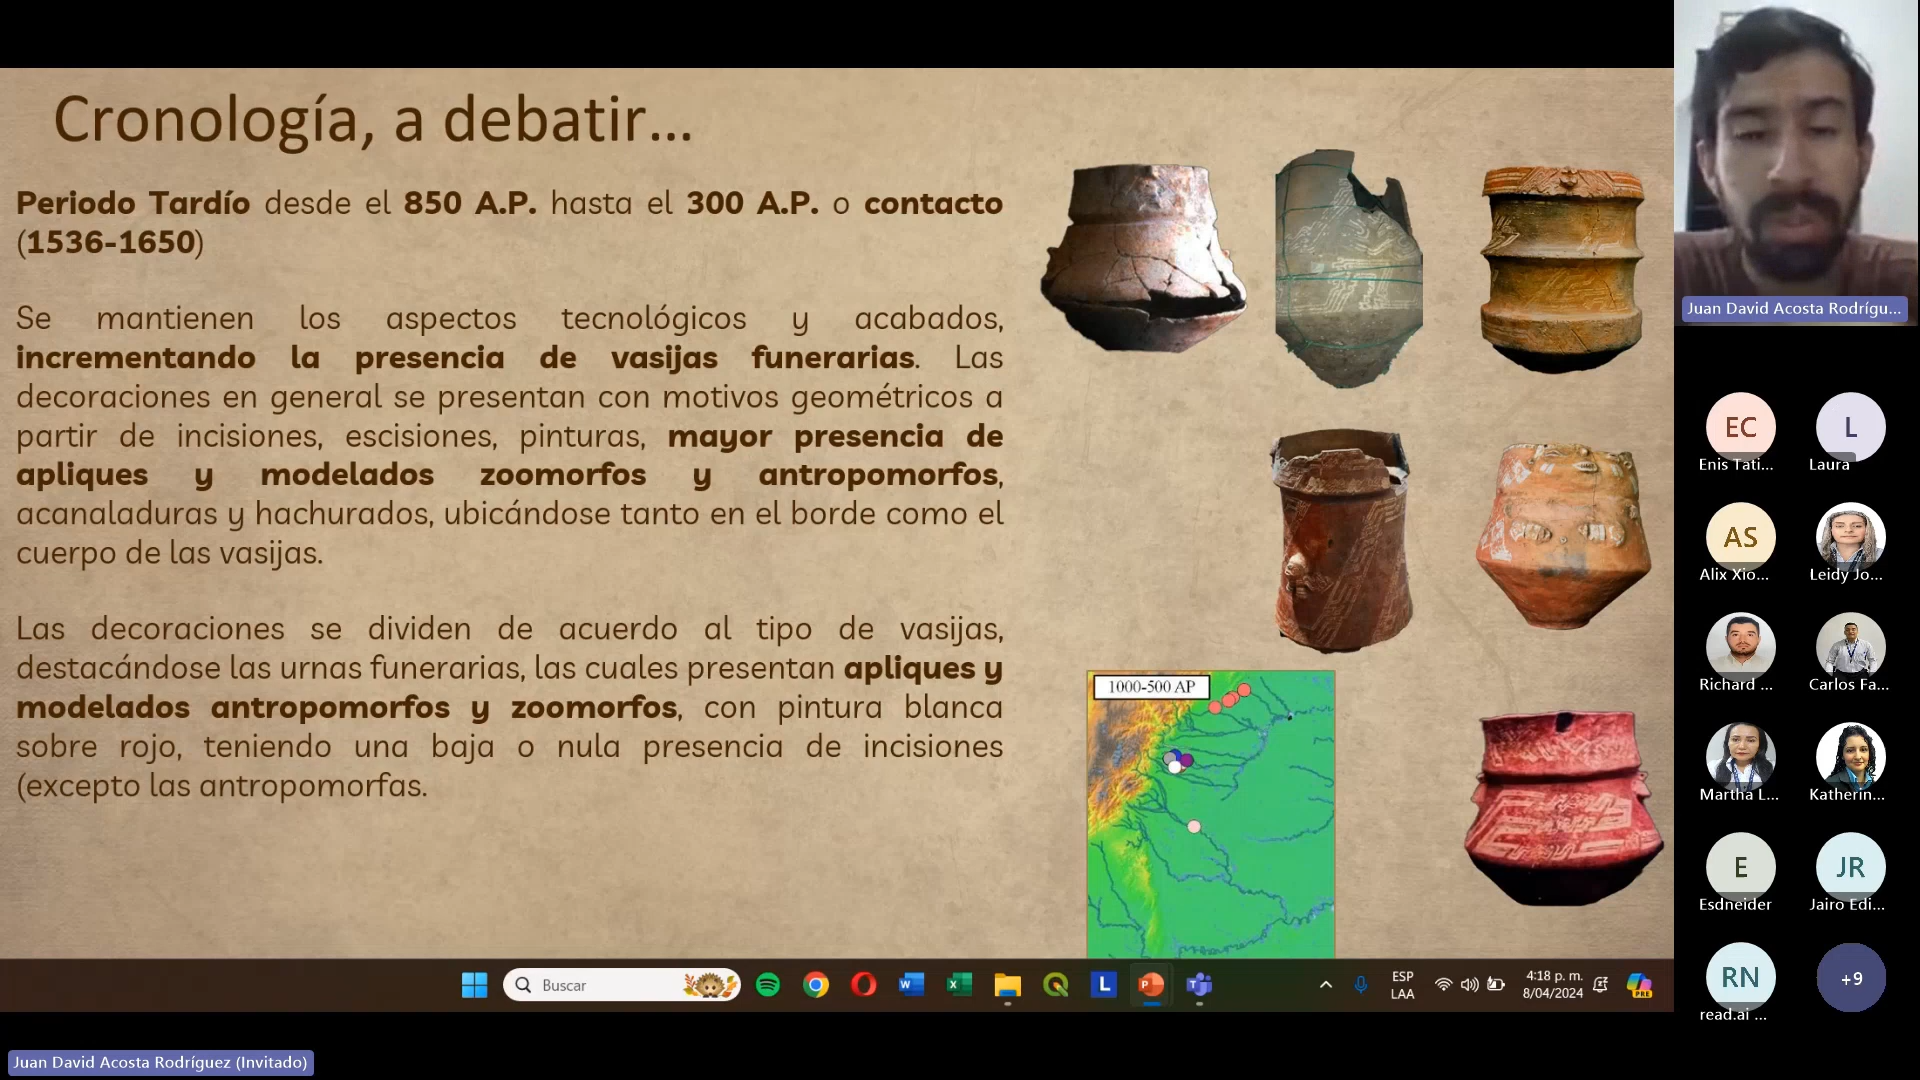 Cronología, a debatir...
Periodo Tardío desde el 850 A.P. hasta el 300 A.P. o contacto
(1536-1650)
Se mantienen los aspectos tecnológicos y acabados,
incrementando la presencia de vasijas funerarias. Las
decoraciones en general se presentan con motivos geométricos a
partir de incisiones, escisiones, pinturas, mayor presencia de
apliques y modelados zoomorfos y antropomorfos,
acanaladuras y hachurados, ubicándose tanto en el borde como el
cuerpo de las vasijas.
Las decoraciones se dividen de acuerdo al tipo de vasijas,
destacándose las urnas funerarias, las cuales presentan apliques y
modelados antropomorfos y zoomorfos, con pintura blanca
sobre rojo, teniendo una baja o nula presencia de incisiones
(excepto las antropomorfas.
1000-500 AP
Juan David Acosta Rodrígu...
EC
L
Enis Tati...
Laura
AS
Alix Xio...
Leidy Jo...
Richard ...
Carlos Fa...
Martha L...
Katherin...
E
JR
Esdneider
Jairo Edi...
RN
+9
read.ai ...
Buscar
W
X
L
P
T
ESP
LAA
4:18 p. m.
8/04/2024
PRE
Juan David Acosta Rodríguez (Invitado)